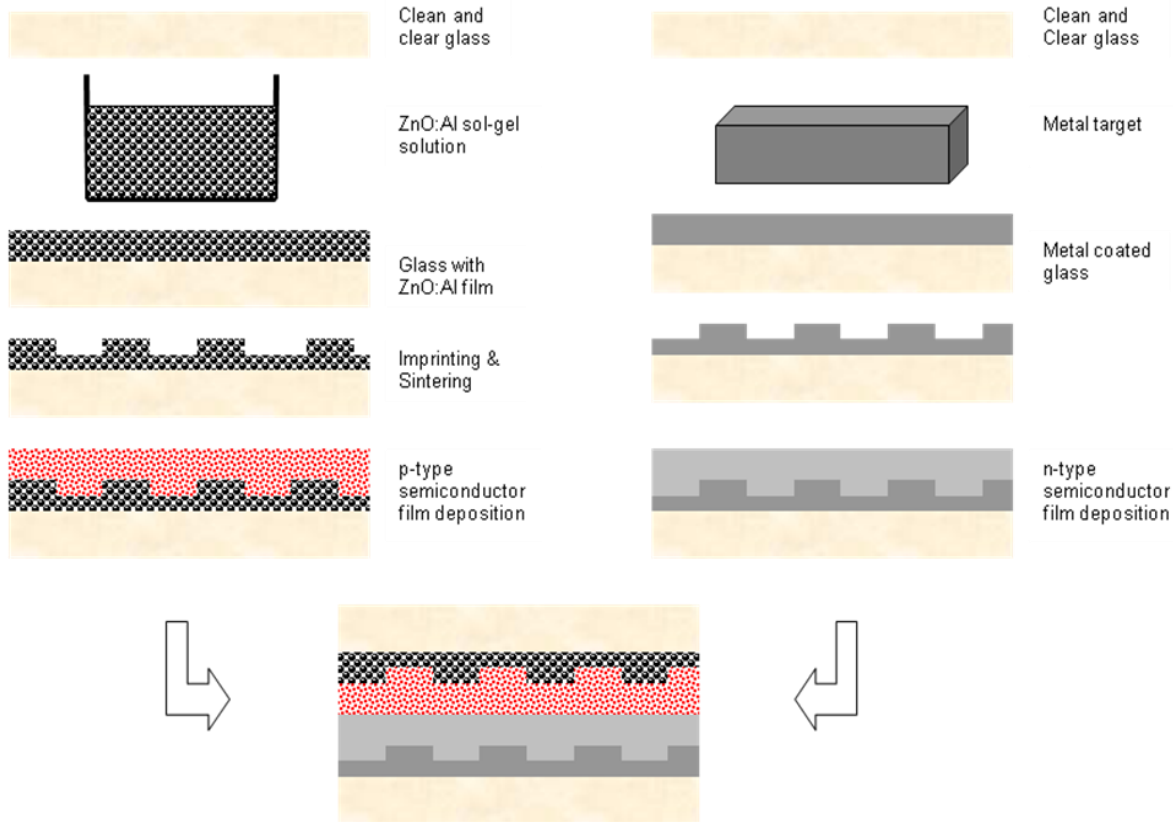 Clean and
clear glass
Clean and
Clear glass
ZnO:Al sol-gel
solution
Metal target
Glass with
ZnO:Al film
Metal coated
glass
Imprinting &
Sintering
p-type
semiconductor
film deposition
n-type
semiconductor
film deposition